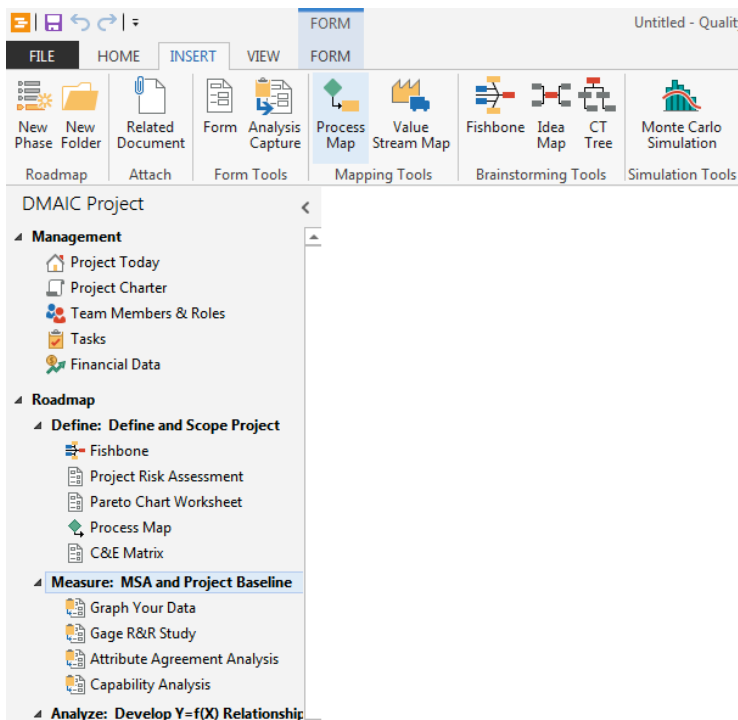 FORM
Untitled - Quality
FILE HOME INSERT VIEW FORM
New Phase
New Folder
Related Document
Form
Analysis Capture
Process Map
Value Stream Map
Fishbone
Idea Map
CT Tree
Monte Carlo Simulation
Roadmap Attach Form Tools Mapping Tools Brainstorming Tools Simulation Tools
DMAIC Project
Management
Project Today
Project Charter
Team Members & Roles
Tasks
Financial Data
Roadmap
Define: Define and Scope Project
Fishbone
Project Risk Assessment
Pareto Chart Worksheet
Process Map
C&E Matrix
Measure: MSA and Project Baseline
Graph Your Data
Gage R&R Study
Attribute Agreement Analysis
Capability Analysis
Analyze: Develop Y=f(X) Relationship